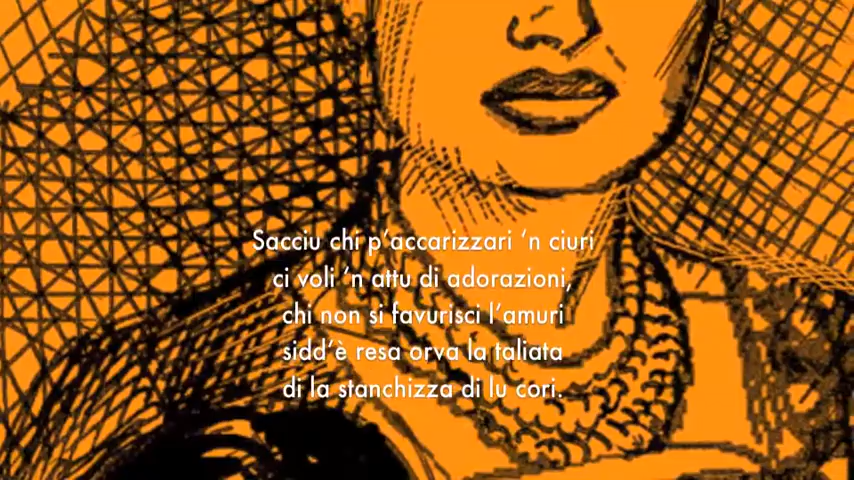 Sacciu chi p'accarizzari 'n ciuri
ci voli 'n attu di adorazioni,
chi non si favurisci l'amuri
sidd'è resa orva la taliata
di la stanchizza di lu cori.